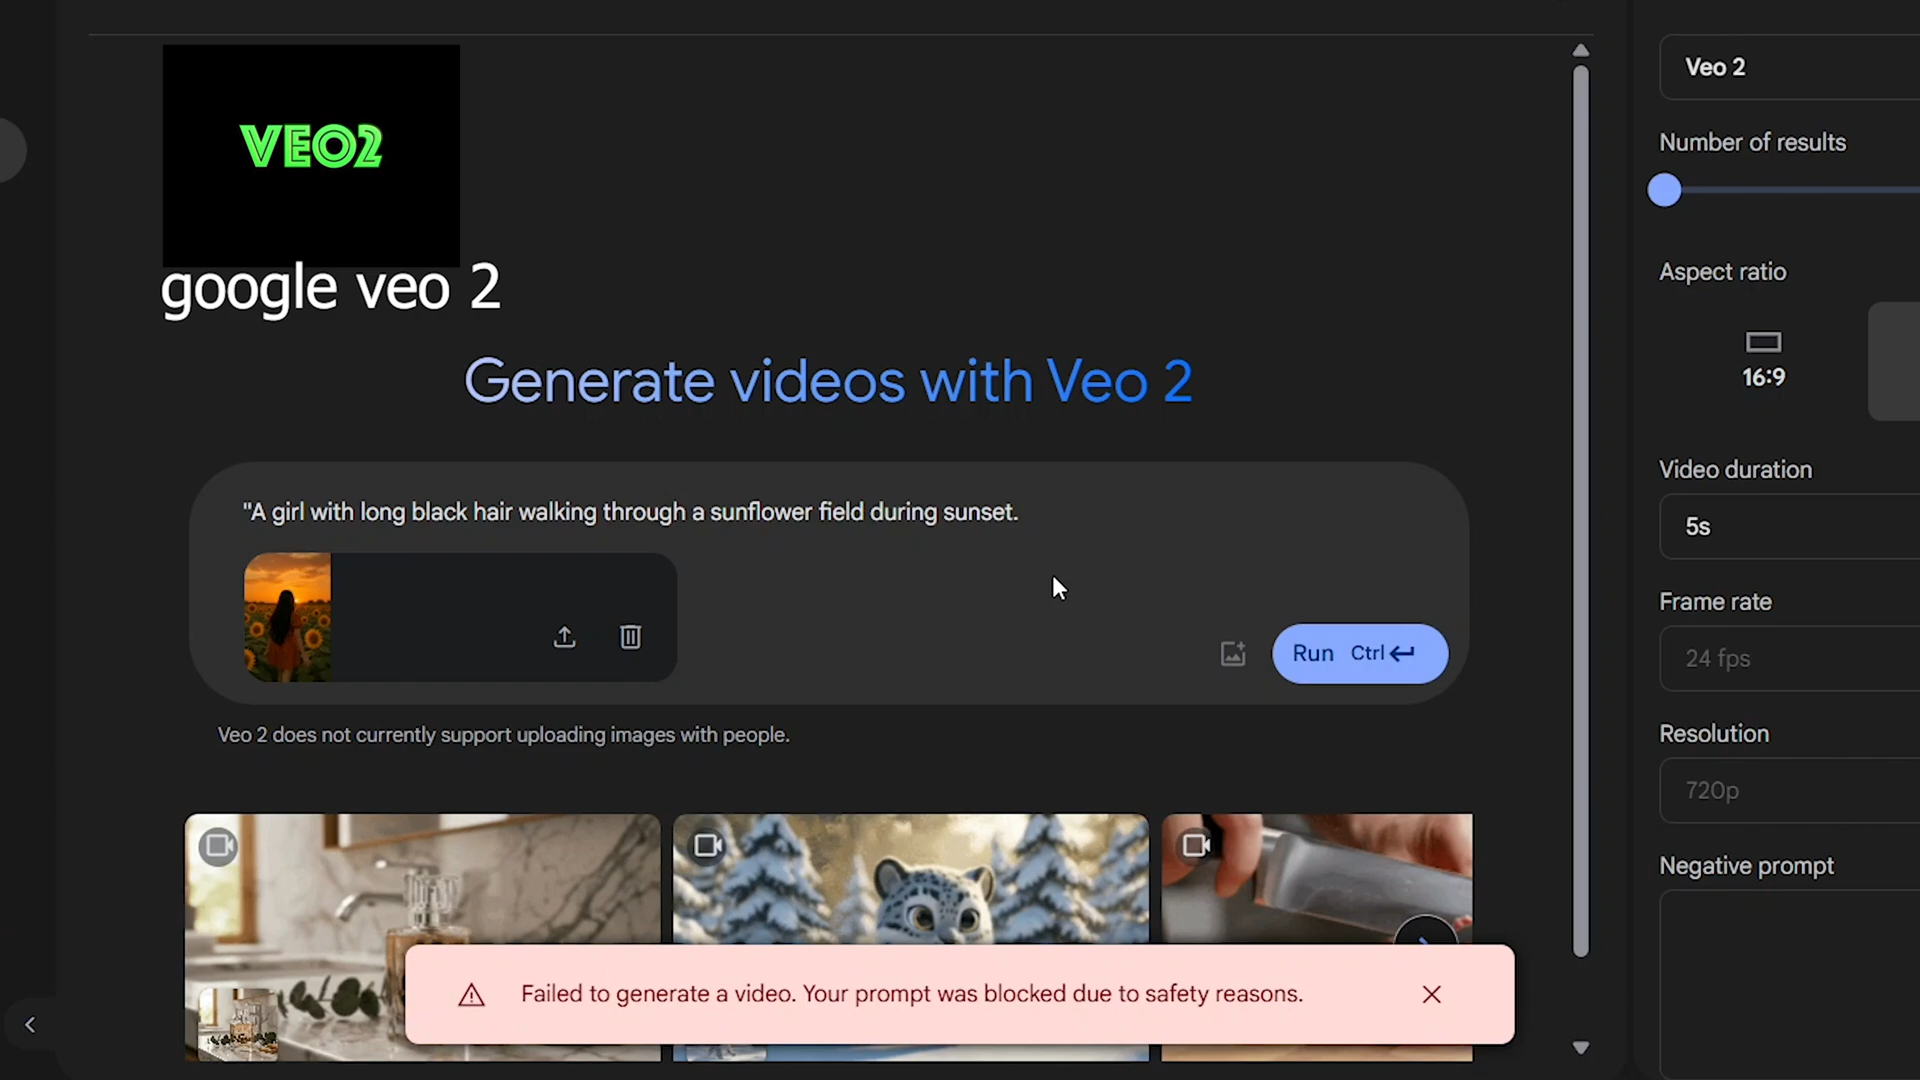 VEO2
google veo 2
Generate videos with Veo 2
"A girl with long black hair walking through a sunflower field during sunset.
Run Ctrl
Veo 2 does not currently support uploading images with people.
Failed to generate a video. Your prompt was blocked due to safety reasons.
Veo 2
Number of results
Aspect ratio
16:9
Video duration
5s
Frame rate
24 fps
Resolution
720p
Negative prompt